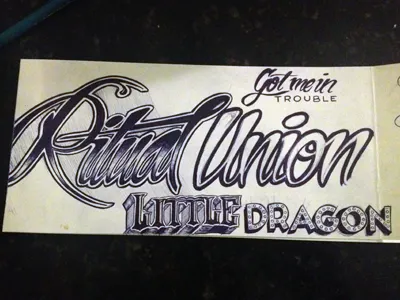 Got me in
TROUBLE
Ritual Union
LITTLE DRAGON